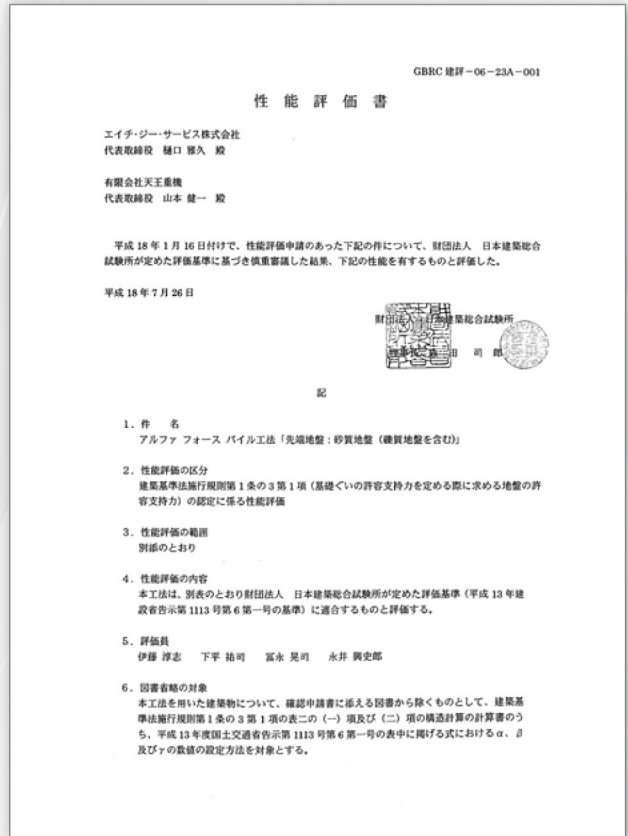 GBRC 建評－06－23A－001
性 能 評 価 書
エイチ・ジー・サービス株式会社
代表取締役 樋口 雅久 殿
有限会社天王重機
代表取締役 山本 健一 殿
平成 18 年 1 月 16 日付けで、性能評価申請のあった下記の件について、財団法人 日本建築総合
試験所が定めた評価基準に基づき慎重審議した結果、下記の性能を有するものと評価した。
平成 18 年 7 月 26 日
財団法人 日本建築総合試験所
田 司 郎
記
1．件 名
アルファ フォース パイル工法「先端地盤：砂質地盤（礫質地盤を含む）」
2．性能評価の区分
建築基準法施行規則第 1 条の 3 第 1 項（基礎ぐいの許容支持力を定める際に求める地盤の許
容支持力）の認定に係る性能評価
3．性能評価の範囲
別添のとおり
4．性能評価の内容
本工法は、別表のとおり財団法人 日本建築総合試験所が定めた評価基準（平成 13 年建
設省告示第 1113 号第 6 第一号の基準）に適合するものと評価する。
5．評価員
伊藤 淳志 下平 祐司 冨永 晃司 永井 興史郎
6．図書省略の対象
本工法を用いた建築物について、確認申請書に添える図書から除くものとして、建築基
準法施行規則第 1 条の 3 第 1 項の表二の（一）項及び（二）項の構造計算の計算書のう
ち、平成 13 年度国土交通省告示第 1113 号第 6 第一号の表中に掲げる式におけるα、β
及びγの数値の設定方法を対象とする。